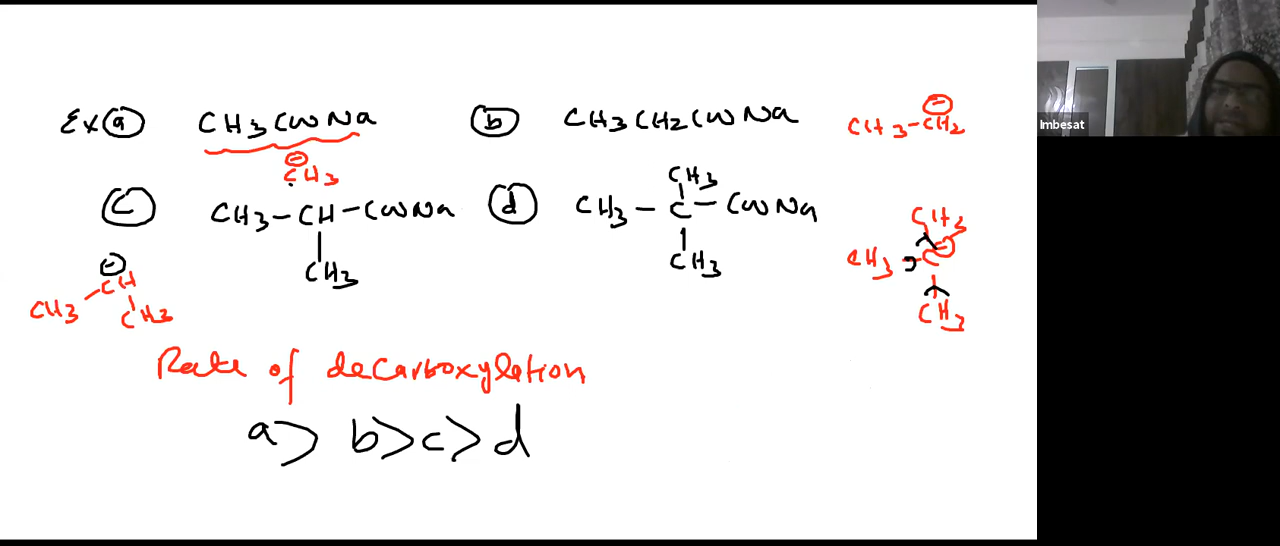 Ex (a) CH3COONa (b) CH3CH2COONa CH3-CH2 ⊖
⊖ CH3
(c) CH3-CH-COONa (d) CH3-C-COONa
CH3
CH3
CH3
⊖ CH
CH3
CH3
CH3
CH3 C ⊖
CH3
Rate of decarboxylation
a> b>c>d
Imbesat